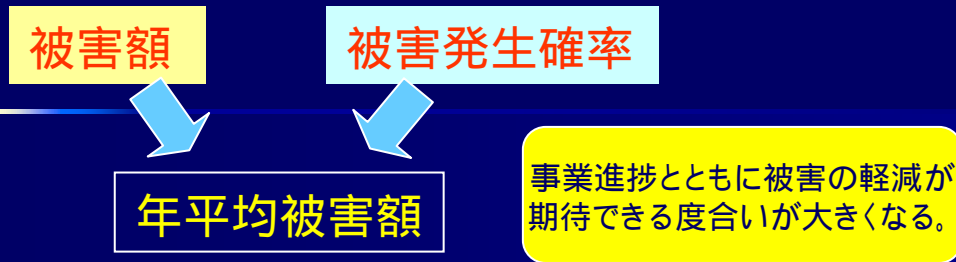 被害額
被害発生確率
年平均被害額
事業進捗とともに被害の軽減が
期待できる度合いが大きくなる。